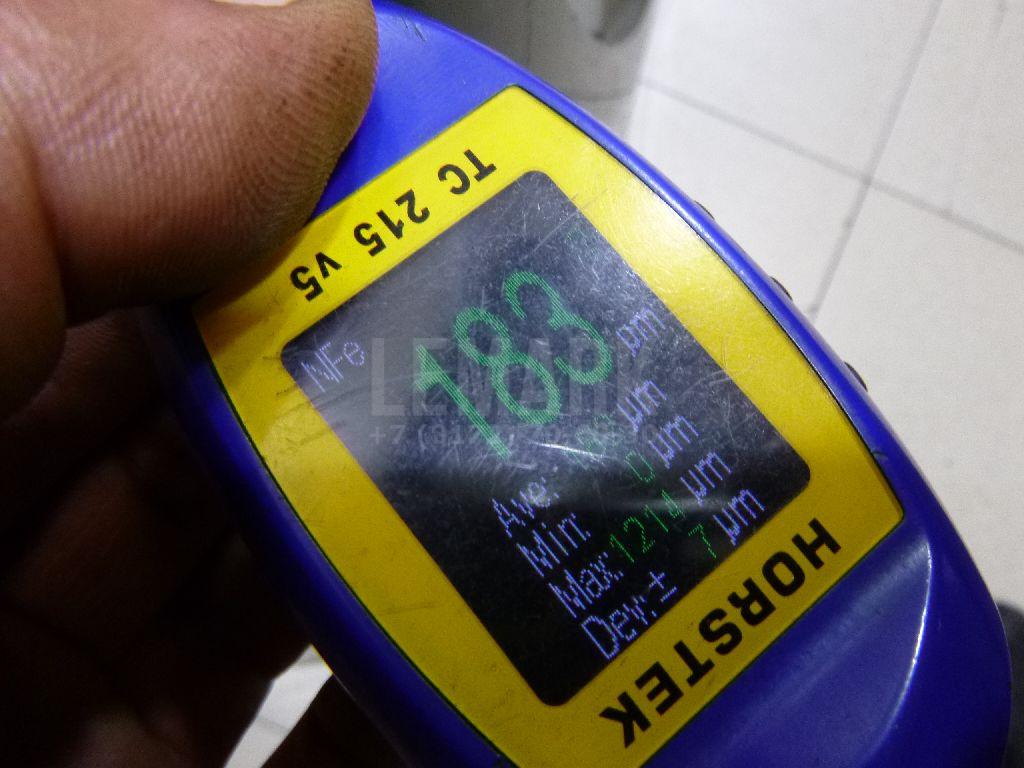 TC 215 v5
NFe
183 µm
Ave: µm
Min: 0 µm
Max: 1214 µm
Dev: ± 7 µm
HORSTEK
LEMARK